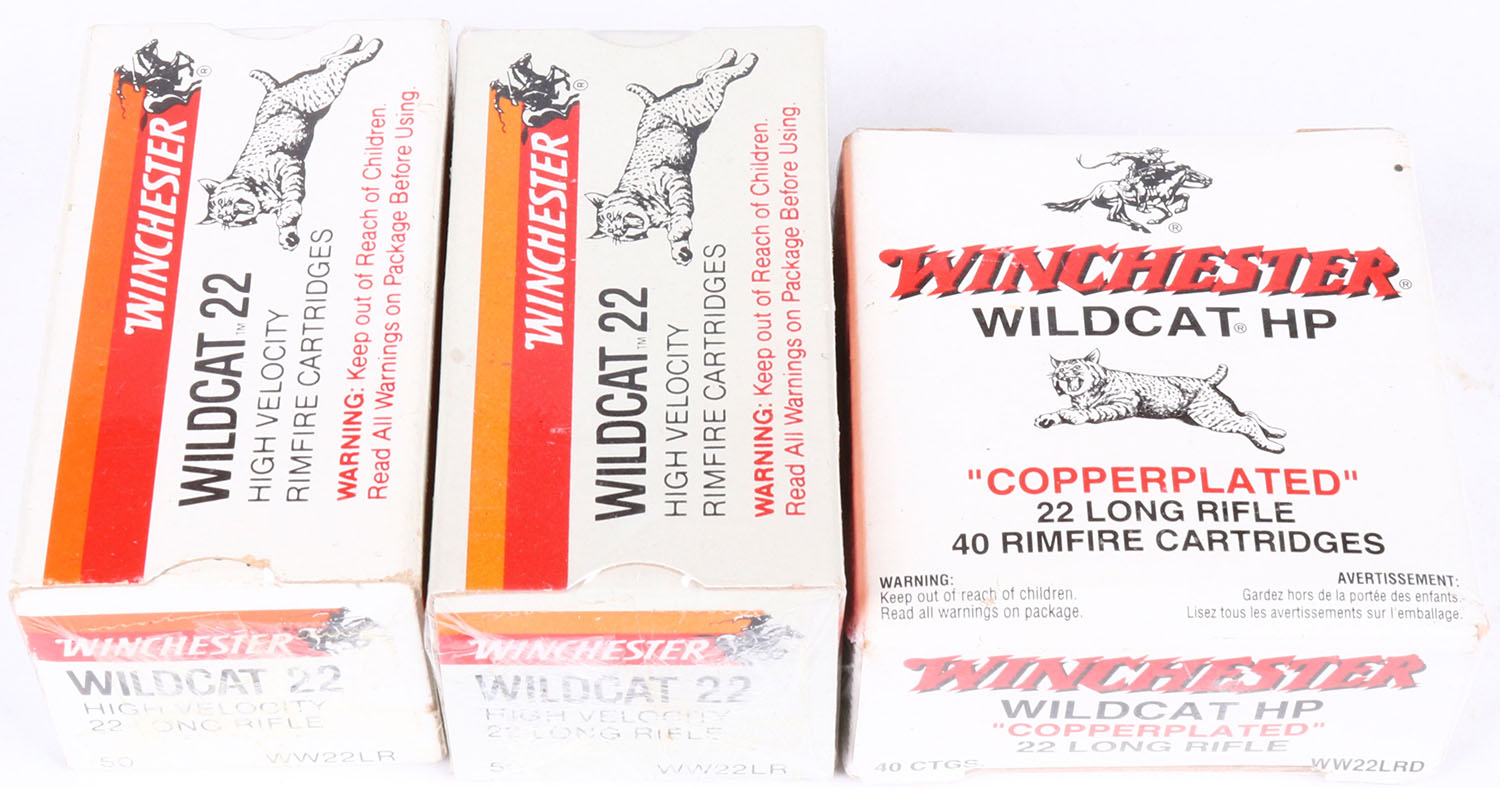 WINCHESTER
®
WILDCAT™ 22
HIGH VELOCITY
RIMFIRE CARTRIDGES
WARNING: Keep out of Reach of Children.
Read All Warnings on Package Before Using.
WINCHESTER
WILDCAT 22
HIGH VELOCITY
22 LONG RIFLE
50 WW22LR
WINCHESTER
®
WILDCAT™ 22
HIGH VELOCITY
RIMFIRE CARTRIDGES
WARNING: Keep out of Reach of Children.
Read All Warnings on Package Before Using.
WINCHESTER
WILDCAT 22
HIGH VELOCITY
22 LONG RIFLE
WW22LR
®
WINCHESTER®
WILDCAT® HP
"COPPERPLATED"
22 LONG RIFLE
40 RIMFIRE CARTRIDGES
WARNING:
Keep out of reach of children.
Read all warnings on package.
AVERTISSEMENT:
Gardez hors de la portée des enfants.
Lisez tous les avertissements sur l'emballage.
WINCHESTER
WILDCAT HP
"COPPERPLATED"
22 LONG RIFLE
40 CTGS. WW22LRD